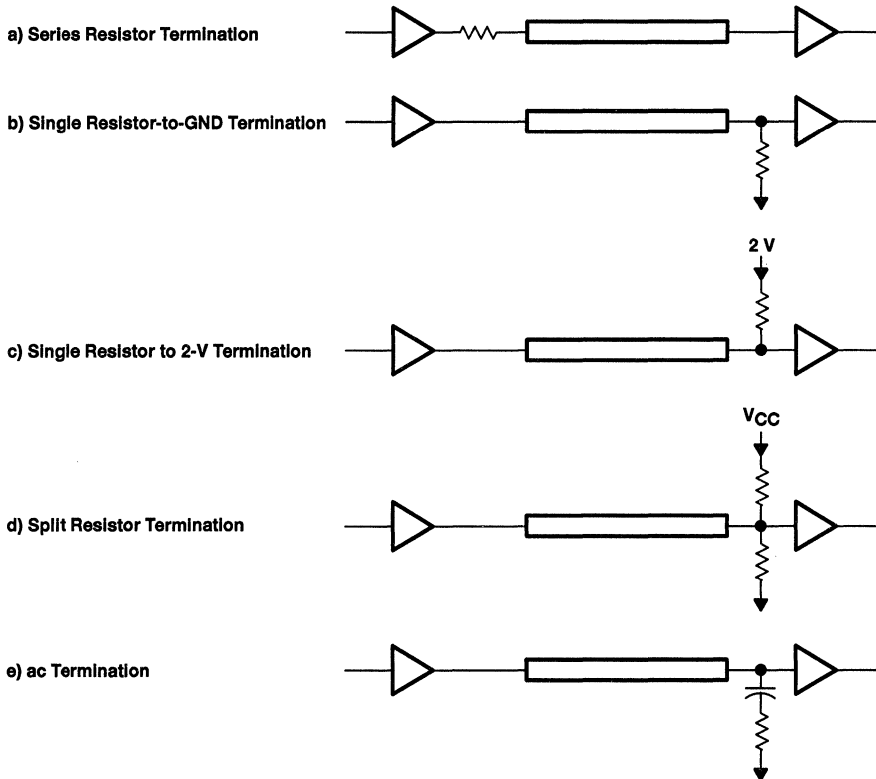 a) Series Resistor Termination
b) Single Resistor-to-GND Termination
2 V
c) Single Resistor to 2-V Termination
VCC
d) Split Resistor Termination
e) ac Termination